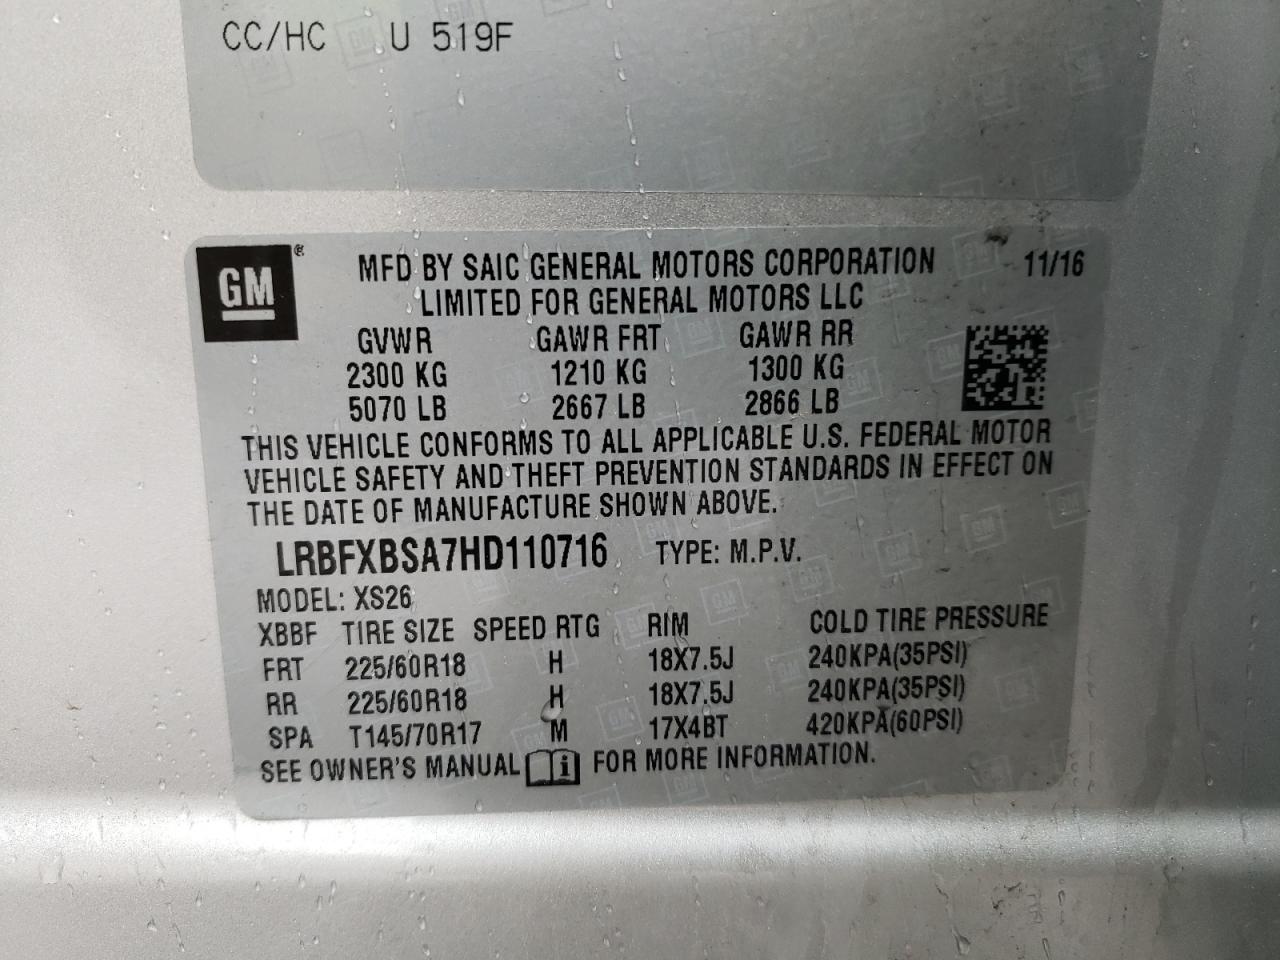 CC/HC U 519F
GM ® MFD BY SAIC GENERAL MOTORS CORPORATION 11/16
LIMITED FOR GENERAL MOTORS LLC
GVWR GAWR FRT GAWR RR
2300 KG 1210 KG 1300 KG
5070 LB 2667 LB 2866 LB
THIS VEHICLE CONFORMS TO ALL APPLICABLE U.S. FEDERAL MOTOR
VEHICLE SAFETY AND THEFT PREVENTION STANDARDS IN EFFECT ON
THE DATE OF MANUFACTURE SHOWN ABOVE.
LRBFXBSA7HD110716 TYPE: M.P.V.
MODEL: XS26
XBBF TIRE SIZE SPEED RTG RIM COLD TIRE PRESSURE
FRT 225/60R18 H 18X7.5J 240KPA(35PSI)
RR 225/60R18 H 18X7.5J 240KPA(35PSI)
SPA T145/70R17 M 17X4BT 420KPA(60PSI)
SEE OWNER'S MANUAL i FOR MORE INFORMATION.